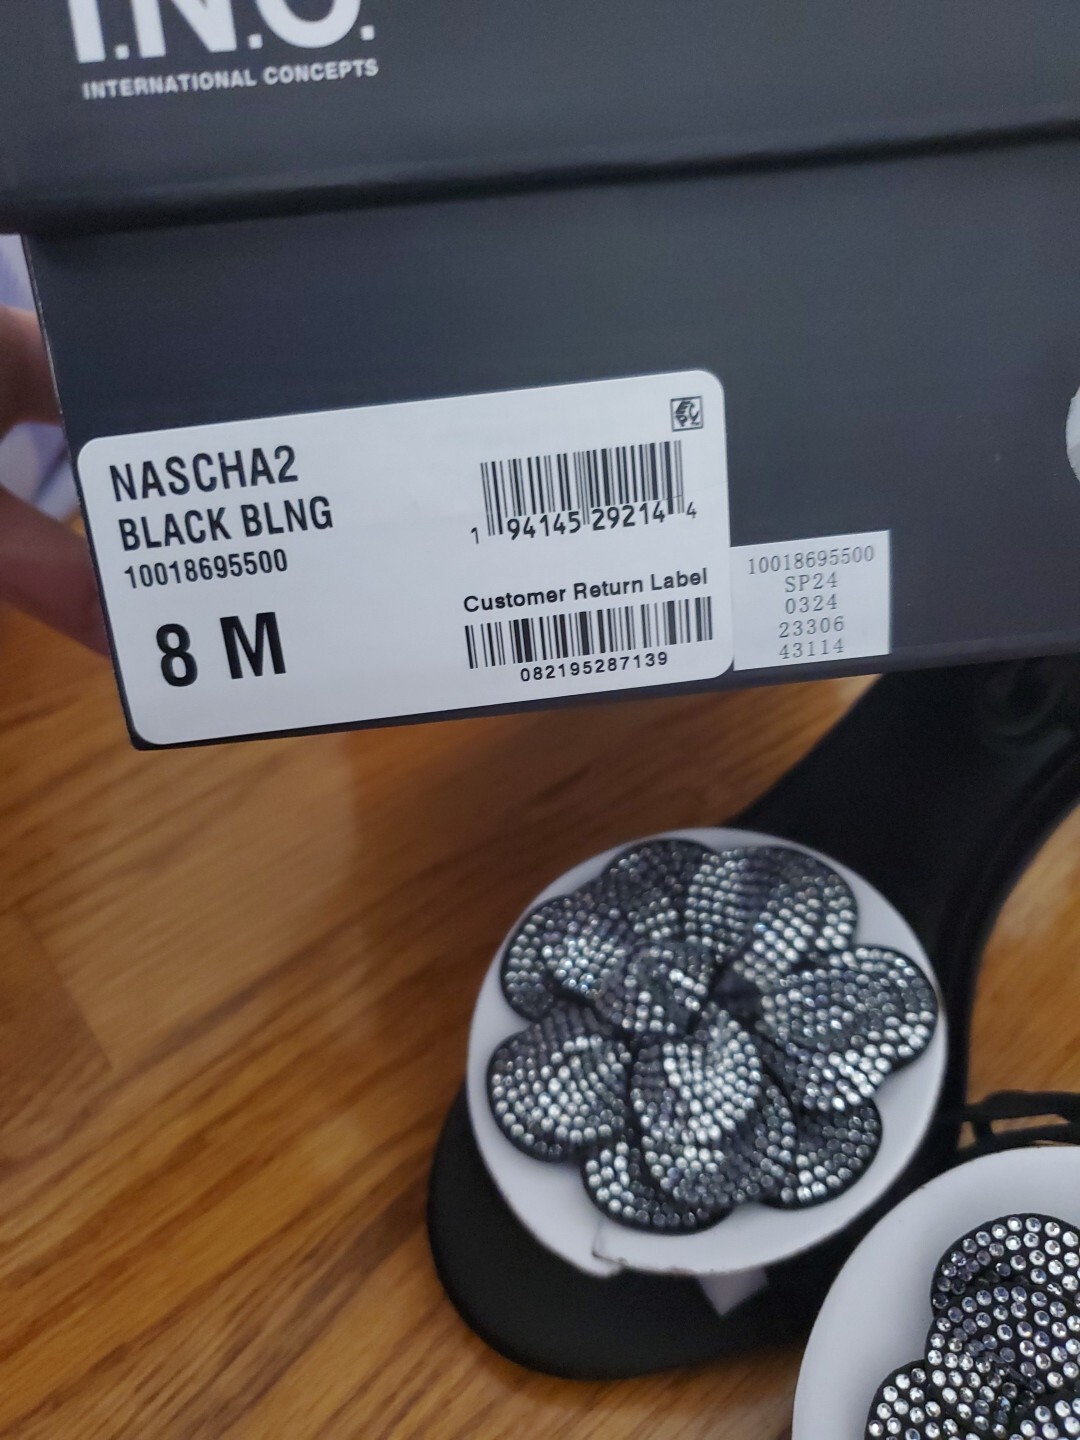 I.N.C.
INTERNATIONAL CONCEPTS
NASCHA2
BLACK BLNG
10018695500
8 M
1 94145 29214 4
Customer Return Label
082195287139
10018695500
SP24
0324
23306
43114